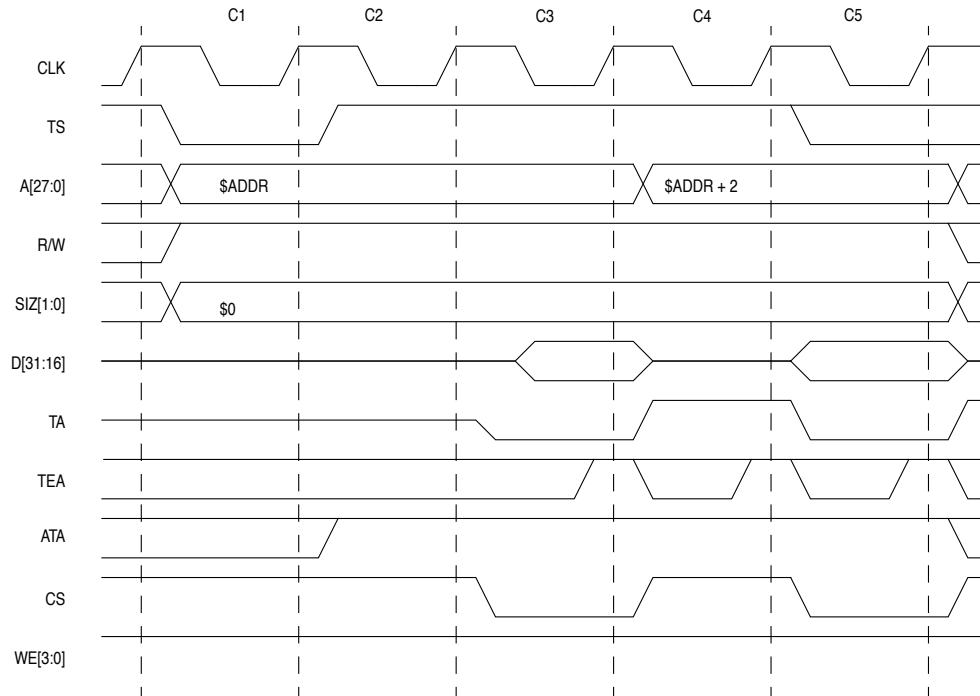 C1 C2 C3 C4 C5
CLK
TS
A[27:0] $ADDR $ADDR + 2
R/W
SIZ[1:0] $0
D[31:16]
TA
TEA
ATA
CS
WE[3:0]